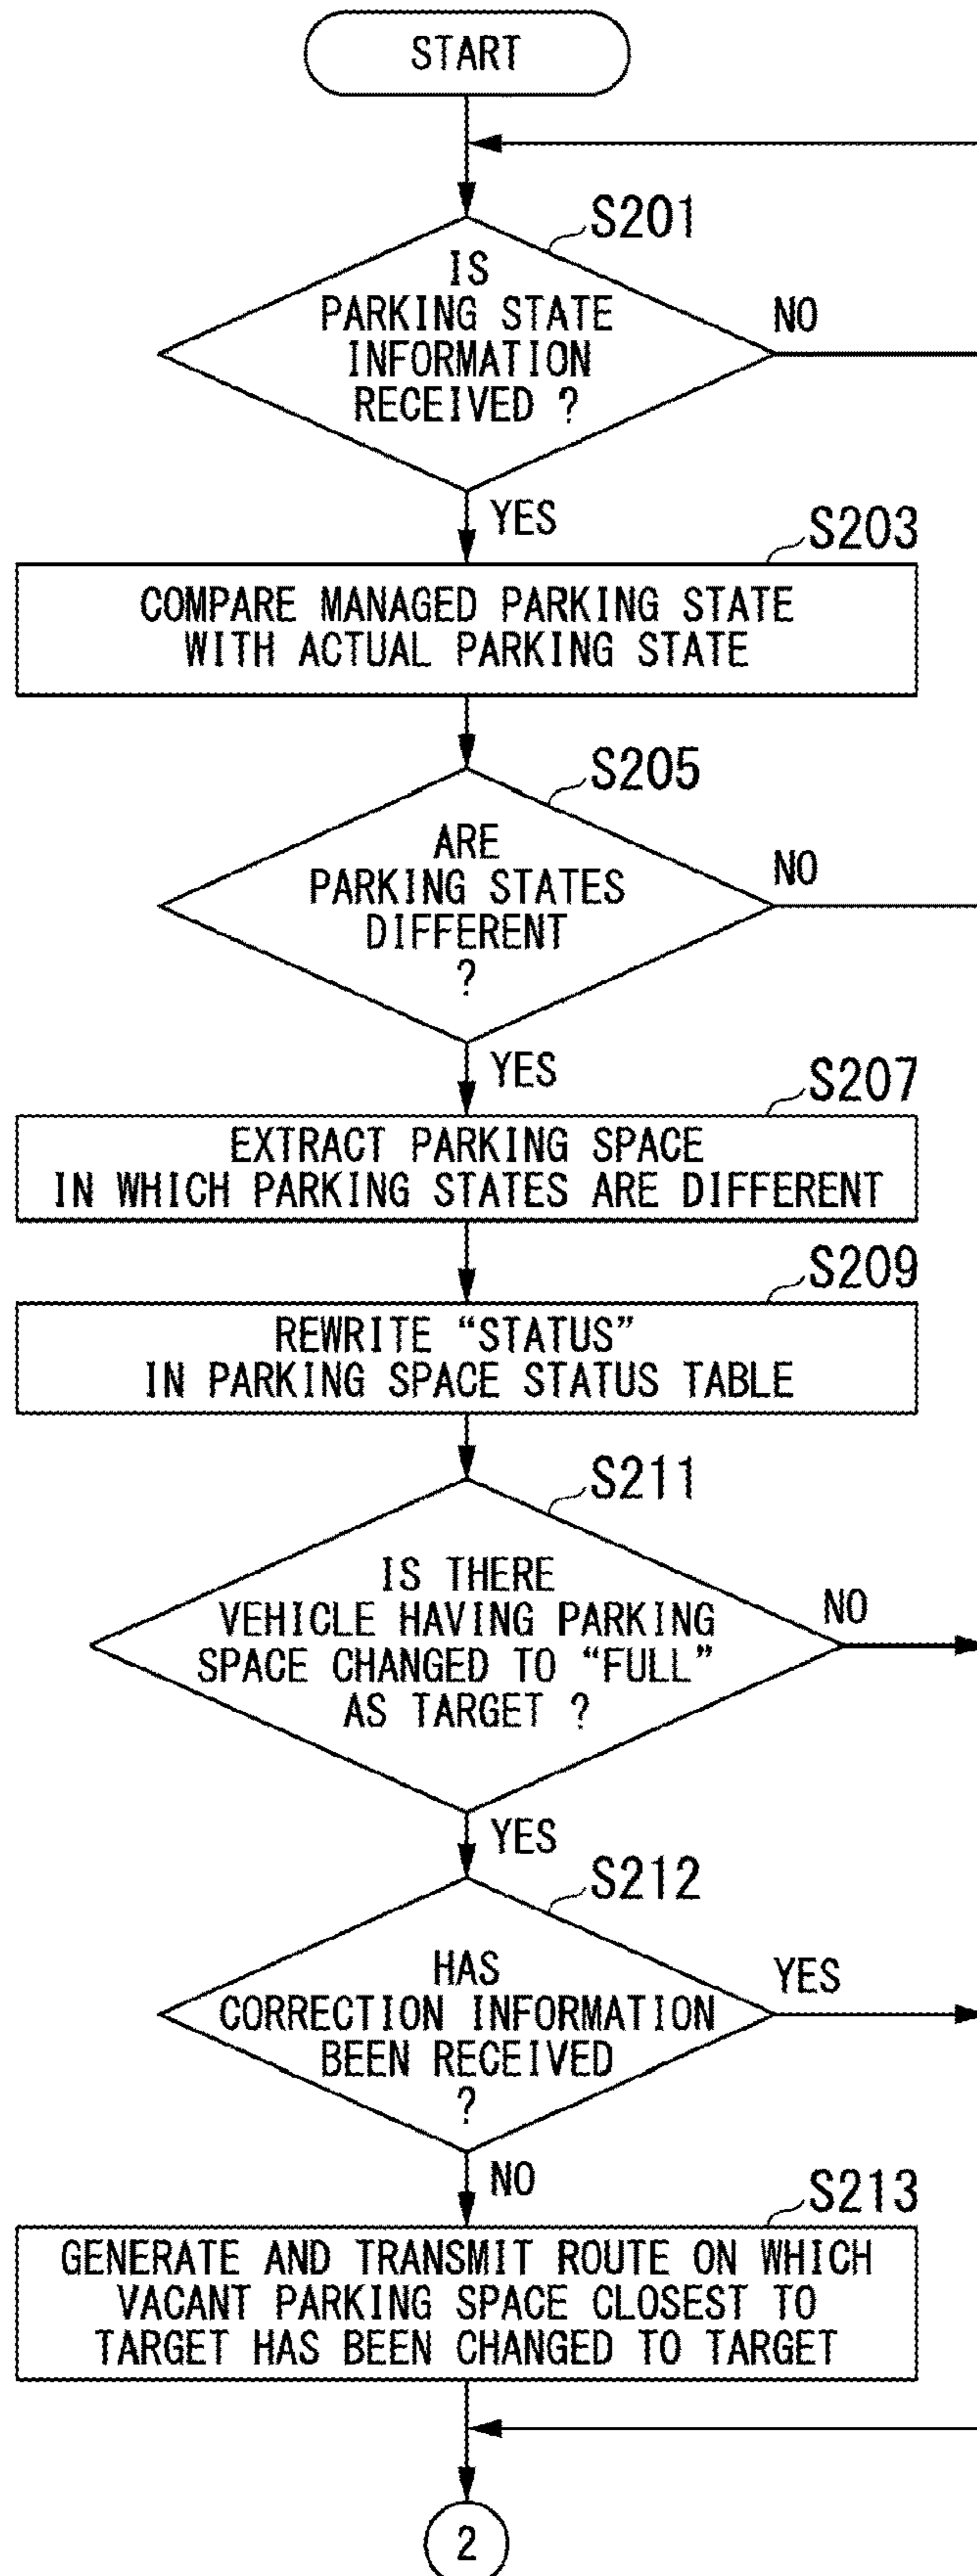 START
S201
IS
PARKING STATE
INFORMATION
RECEIVED ?
NO
YES
S203
COMPARE MANAGED PARKING STATE
WITH ACTUAL PARKING STATE
S205
ARE
PARKING STATES
DIFFERENT
?
NO
YES
S207
EXTRACT PARKING SPACE
IN WHICH PARKING STATES ARE DIFFERENT
S209
REWRITE “STATUS”
IN PARKING SPACE STATUS TABLE
S211
IS THERE
VEHICLE HAVING PARKING
SPACE CHANGED TO “FULL”
AS TARGET ?
NO
YES
S212
HAS
CORRECTION INFORMATION
BEEN RECEIVED
?
YES
NO
S213
GENERATE AND TRANSMIT ROUTE ON WHICH
VACANT PARKING SPACE CLOSEST TO
TARGET HAS BEEN CHANGED TO TARGET
2